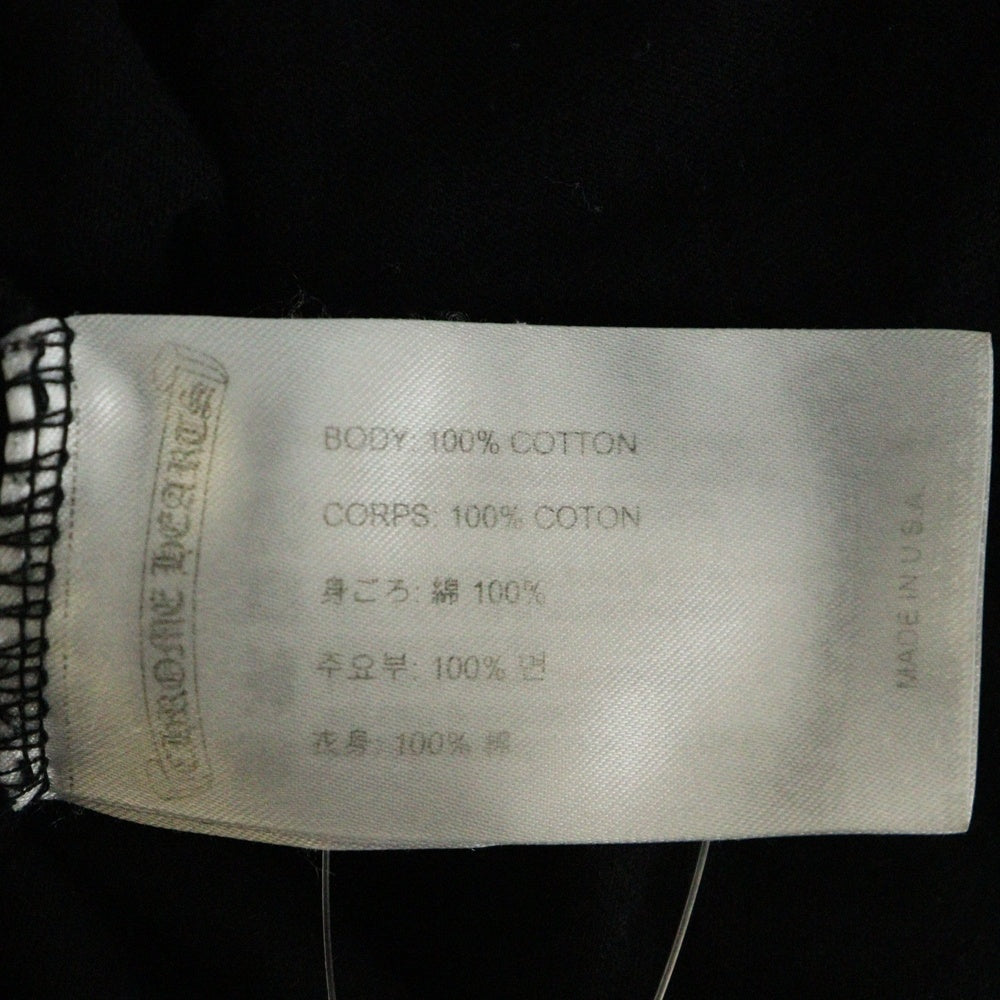 CHROME HEARTS
BODY: 100% COTTON
CORPS: 100% COTON
身ごろ: 綿 100%
주요부: 100% 면
衣身: 100% 棉
MADE IN U.S.A.